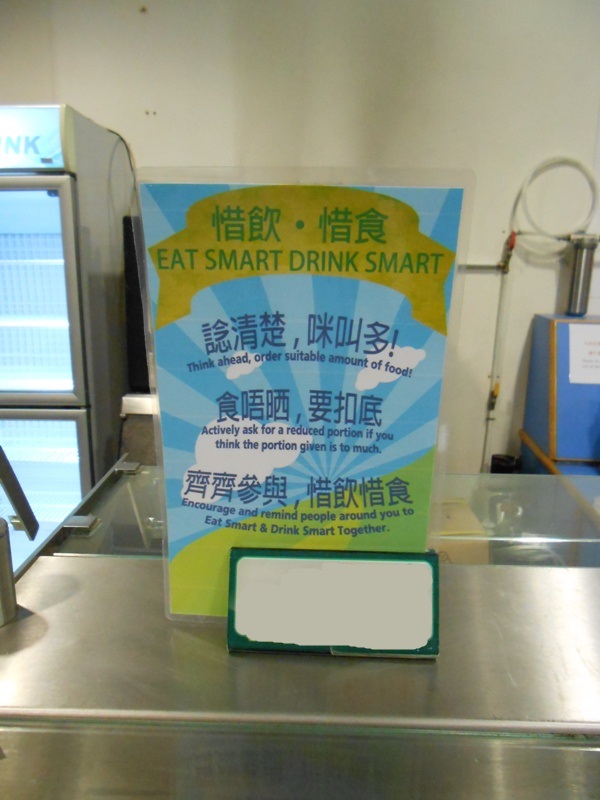 NK
惜飲・惜食
EAT SMART DRINK SMART
諗清楚，咪叫多!
Think ahead, order suitable amount of food!
食唔晒，要扣底
Actively ask for a reduced portion if you
think the portion given is to much.
齊齊參與，惜飲惜食
Encourage and remind people around you to
Eat Smart & Drink Smart Together.